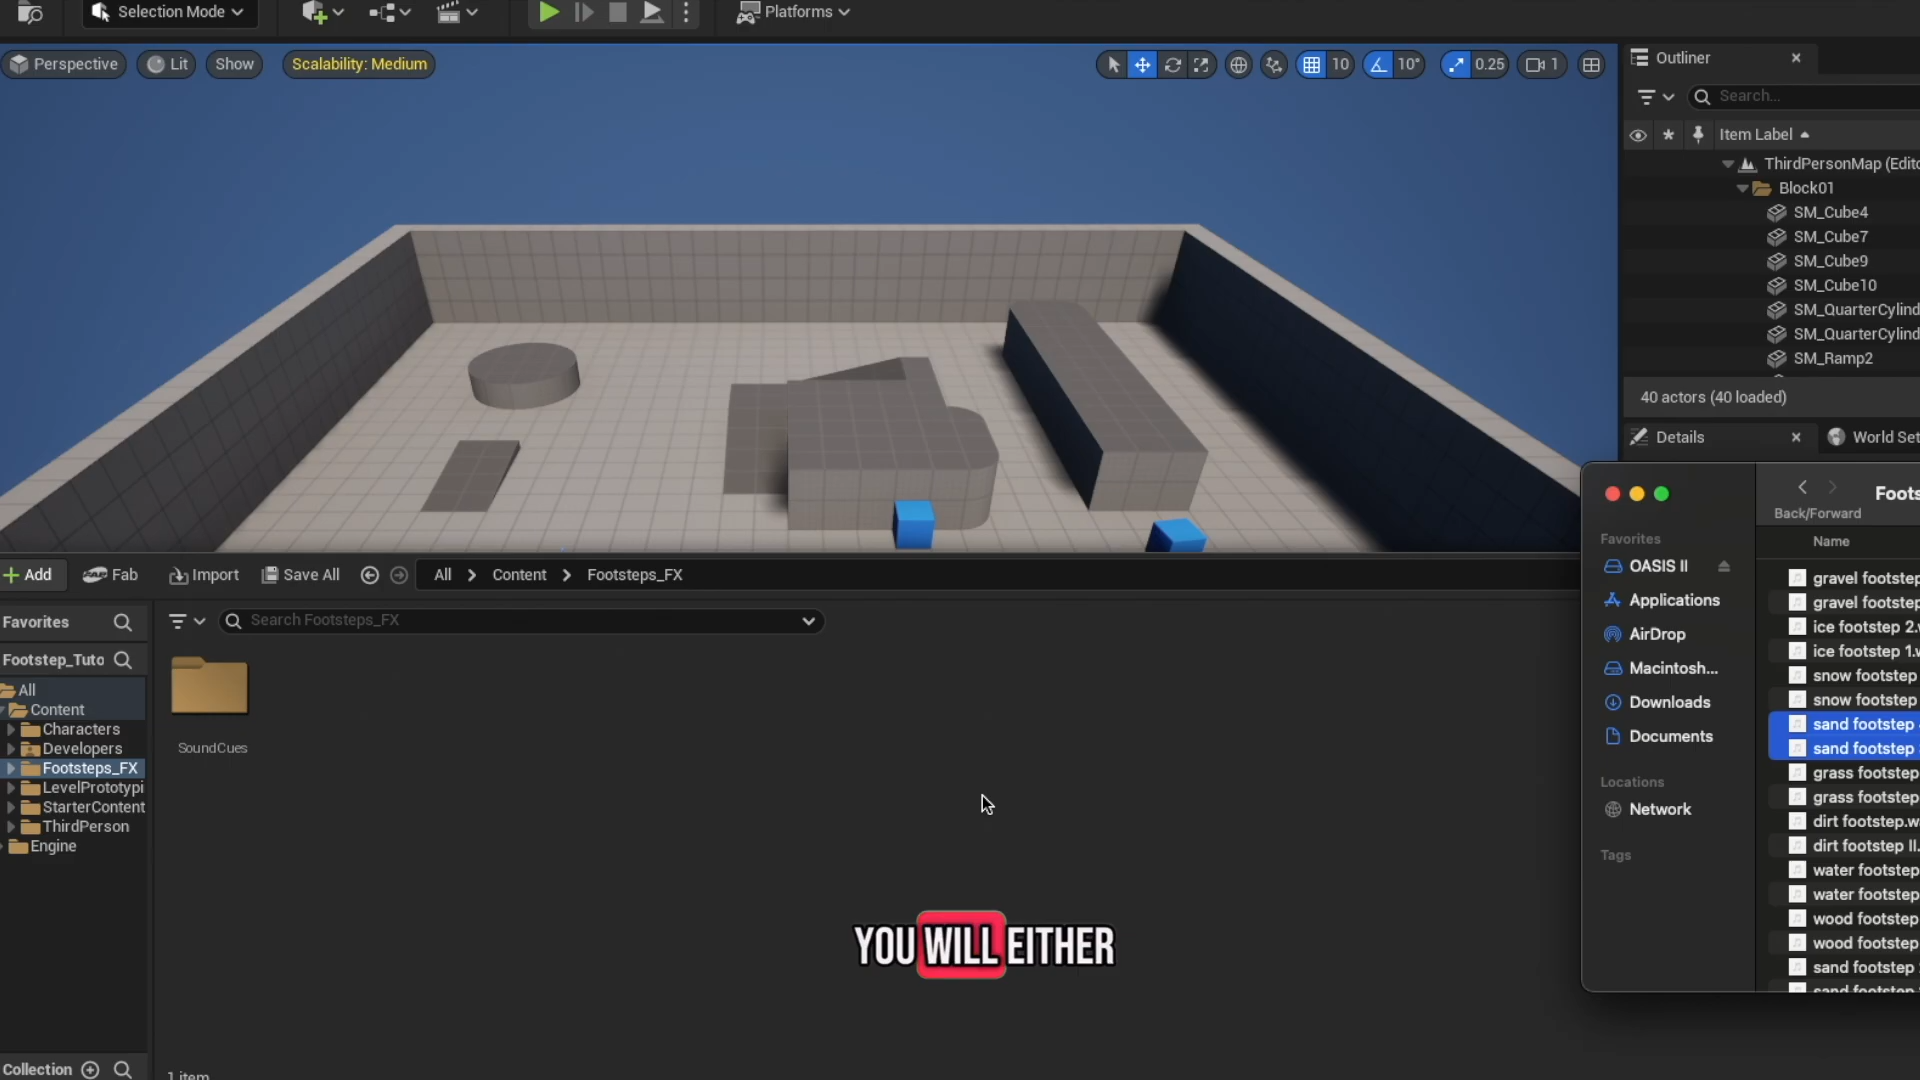 Selection Mode
Platforms
Perspective
Lit
Show
Scalability: Medium
10
10°
0.25
1
Outliner
Search...
Item Label
ThirdPersonMap (Edito
Block01
SM_Cube4
SM_Cube7
SM_Cube9
SM_Cube10
SM_QuarterCylind
SM_QuarterCylind
SM_Ramp2
40 actors (40 loaded)
Details
World Set
Back/Forward
Foots
Name
Favorites
OASIS II
Applications
AirDrop
Macintosh...
Downloads
Documents
Locations
Network
Tags
gravel footstep
gravel footstep
ice footstep 2.w
ice footstep 1.w
snow footstep
snow footstep
sand footstep
sand footstep
grass footstep
grass footstep
dirt footstep.wa
dirt footstep II.
water footstep
water footstep
wood footstep
wood footstep
sand footstep
sand footstep
Add
Fab
Import
Save All
All
Content
Footsteps_FX
Favorites
Search Footsteps_FX
Footstep_Tuto
All
Content
Characters
Developers
Footsteps_FX
LevelPrototypi
StarterContent
ThirdPerson
Engine
SoundCues
YOU WILL EITHER
Collection
1 item